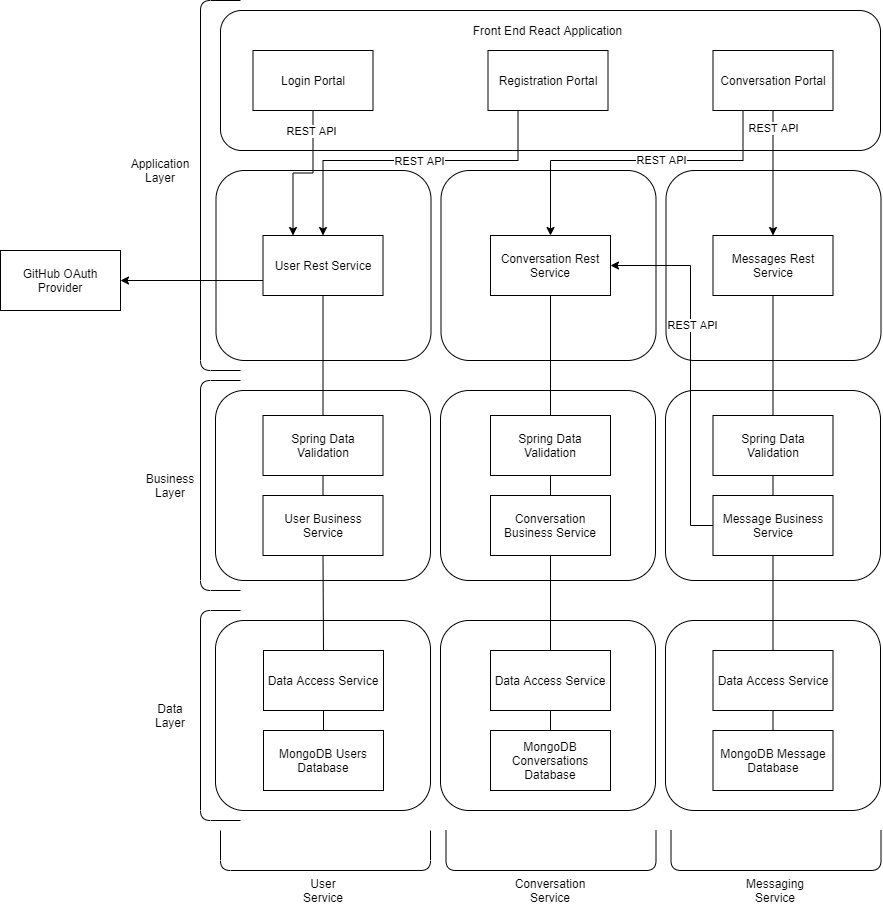 Front End React Application
Login Portal
Registration Portal
Conversation Portal
REST API
REST API
REST API
REST API
Application
Layer
User Rest Service
Conversation Rest
Service
Messages Rest
Service
GitHub OAuth
Provider
REST API
Spring Data
Validation
Spring Data
Validation
Spring Data
Validation
Business
Layer
User Business
Service
Conversation
Business Service
Message Business
Service
Data Access Service
Data Access Service
Data Access Service
Data
Layer
MongoDB Users
Database
MongoDB
Conversations
Database
MongoDB Message
Database
User
Service
Conversation
Service
Messaging
Service